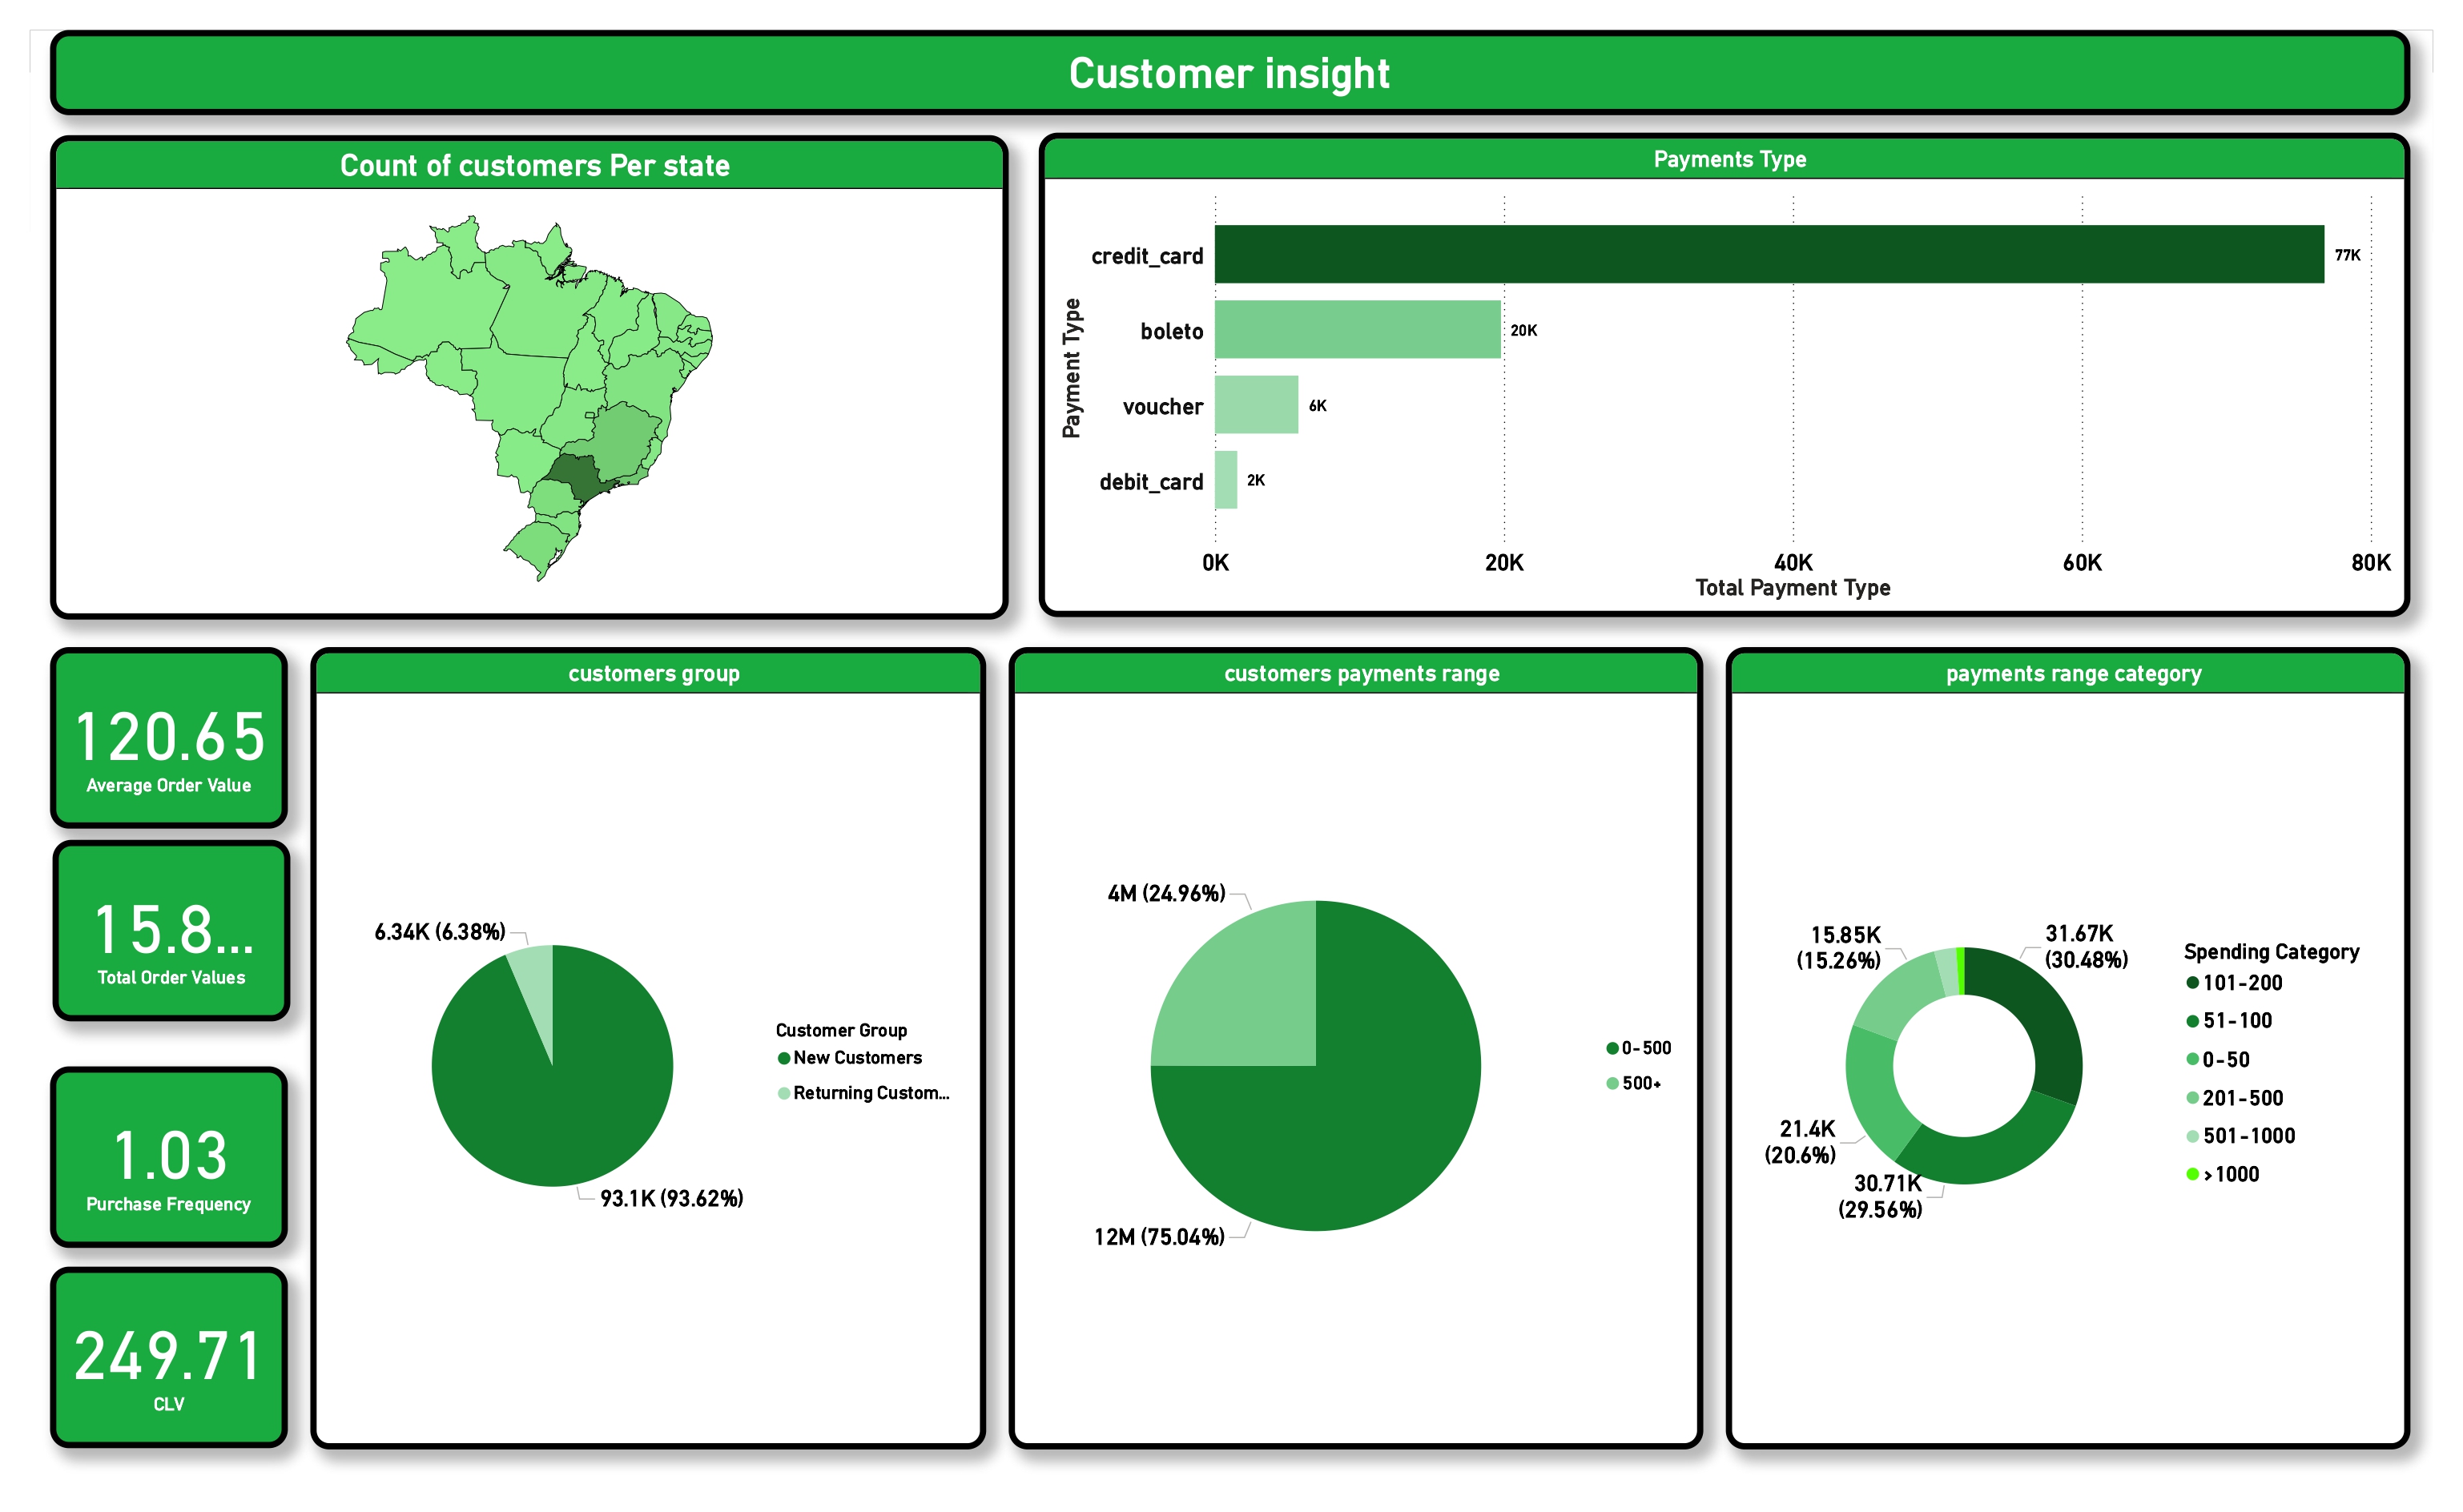 Customer insight
Count of customers Per state
Payments Type
Payment Type
credit_card
77K
boleto
20K
voucher
6K
debit_card
2K
0K
20K
40K
60K
80K
Total Payment Type
120.65
Average Order Value
15.8...
Total Order Values
1.03
Purchase Frequency
249.71
CLV
customers group
6.34K (6.38%)
93.1K (93.62%)
Customer Group
New Customers
Returning Custom...
customers payments range
4M (24.96%)
12M (75.04%)
0-500
500+
payments range category
15.85K
(15.26%)
31.67K
(30.48%)
21.4K
(20.6%)
30.71K
(29.56%)
Spending Category
101-200
51-100
0-50
201-500
501-1000
>1000